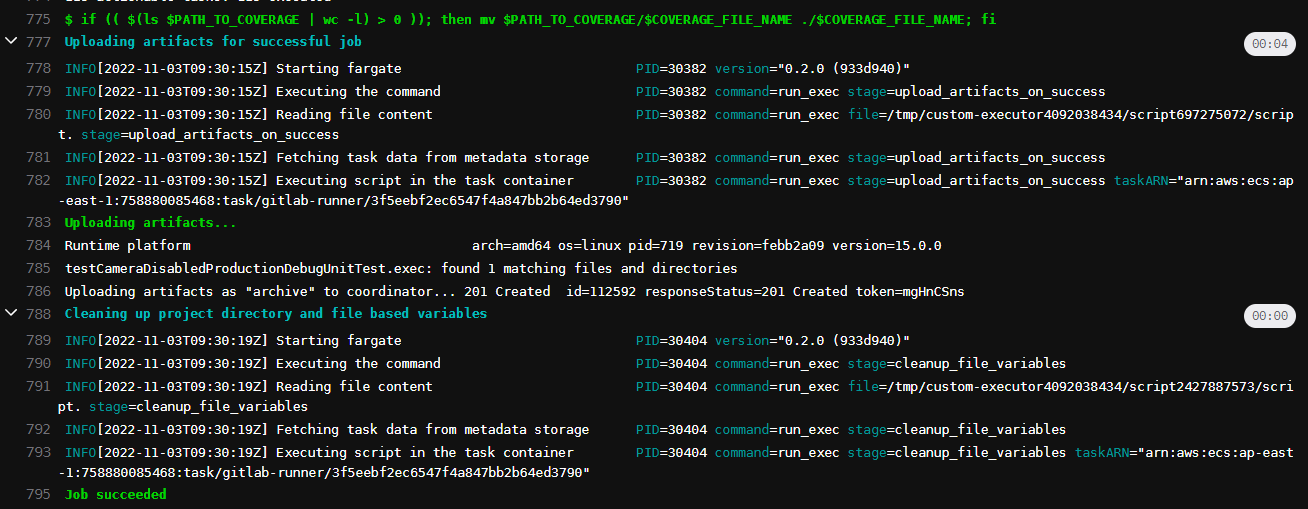 775 $ if (( $(ls $PATH_TO_COVERAGE | wc -l) > 0 )); then mv $PATH_TO_COVERAGE/$COVERAGE_FILE_NAME ./$COVERAGE_FILE_NAME; fi
777 Uploading artifacts for successful job 00:04
778 INFO[2022-11-03T09:30:15Z] Starting fargate PID=30382 version="0.2.0 (933d940)"
779 INFO[2022-11-03T09:30:15Z] Executing the command PID=30382 command=run_exec stage=upload_artifacts_on_success
780 INFO[2022-11-03T09:30:15Z] Reading file content PID=30382 command=run_exec file=/tmp/custom-executor4092038434/script697275072/scrip
t. stage=upload_artifacts_on_success
781 INFO[2022-11-03T09:30:15Z] Fetching task data from metadata storage PID=30382 command=run_exec stage=upload_artifacts_on_success
782 INFO[2022-11-03T09:30:15Z] Executing script in the task container PID=30382 command=run_exec stage=upload_artifacts_on_success taskARN="arn:aws:ecs:ap
-east-1:758880085468:task/gitlab-runner/3f5eebf2ec6547f4a847bb2b64ed3790"
783 Uploading artifacts...
784 Runtime platform arch=amd64 os=linux pid=719 revision=febb2a09 version=15.0.0
785 testCameraDisabledProductionDebugUnitTest.exec: found 1 matching files and directories
786 Uploading artifacts as "archive" to coordinator... 201 Created id=112592 responseStatus=201 Created token=mgHnCSns
788 Cleaning up project directory and file based variables 00:00
789 INFO[2022-11-03T09:30:19Z] Starting fargate PID=30404 version="0.2.0 (933d940)"
790 INFO[2022-11-03T09:30:19Z] Executing the command PID=30404 command=run_exec stage=cleanup_file_variables
791 INFO[2022-11-03T09:30:19Z] Reading file content PID=30404 command=run_exec file=/tmp/custom-executor4092038434/script2427887573/scri
pt. stage=cleanup_file_variables
792 INFO[2022-11-03T09:30:19Z] Fetching task data from metadata storage PID=30404 command=run_exec stage=cleanup_file_variables
793 INFO[2022-11-03T09:30:19Z] Executing script in the task container PID=30404 command=run_exec stage=cleanup_file_variables taskARN="arn:aws:ecs:ap-east
-1:758880085468:task/gitlab-runner/3f5eebf2ec6547f4a847bb2b64ed3790"
795 Job succeeded